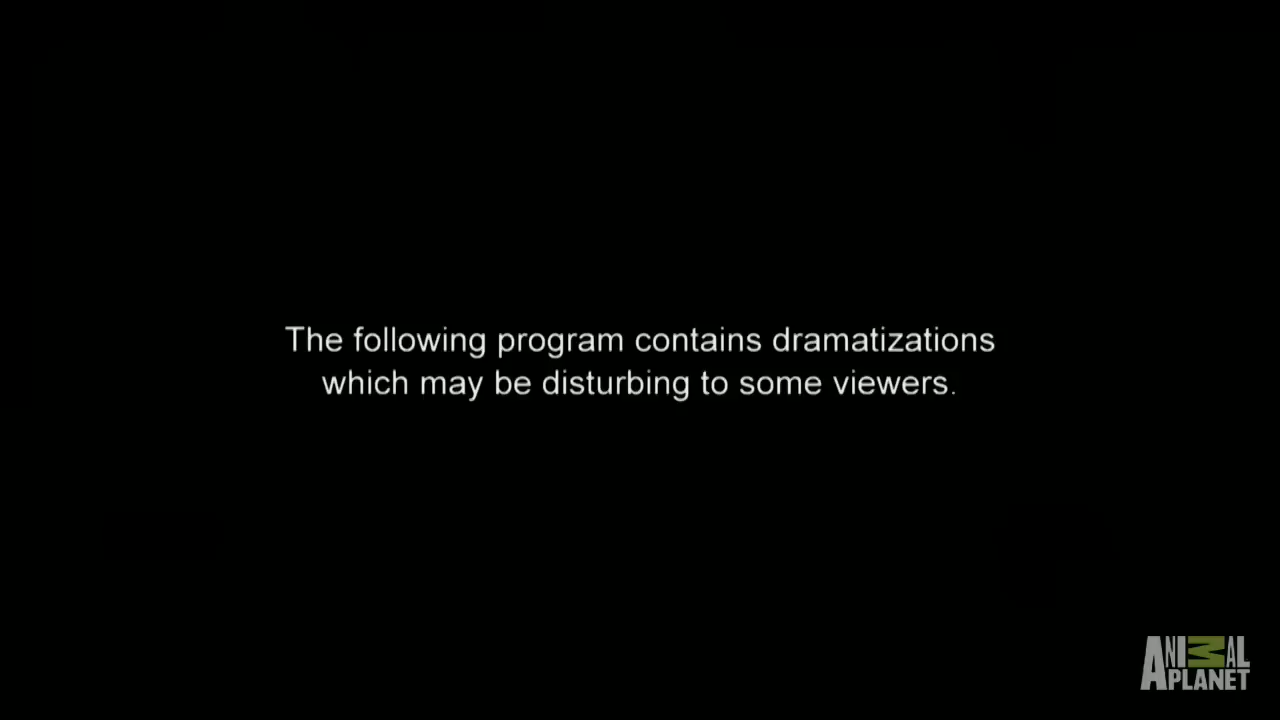 The following program contains dramatizations
which may be disturbing to some viewers.
ANIMAL
PLANET